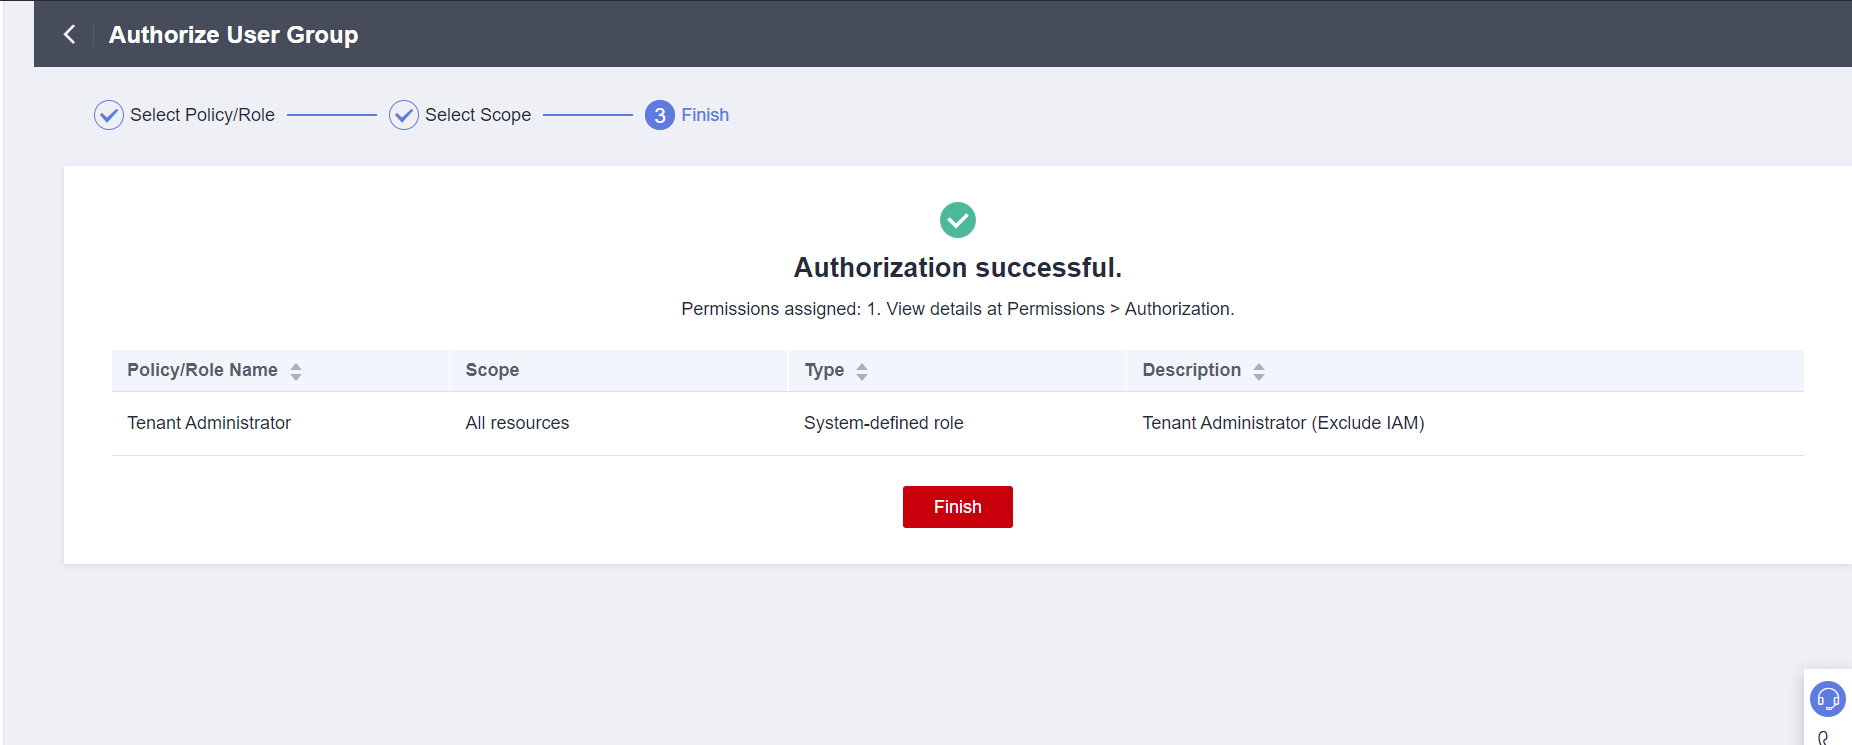 Authorize User Group
Select Policy/Role
Select Scope
3 Finish
Authorization successful.
Permissions assigned: 1. View details at Permissions > Authorization.
Policy/Role Name Scope Type Description
Tenant Administrator All resources System-defined role Tenant Administrator (Exclude IAM)
Finish